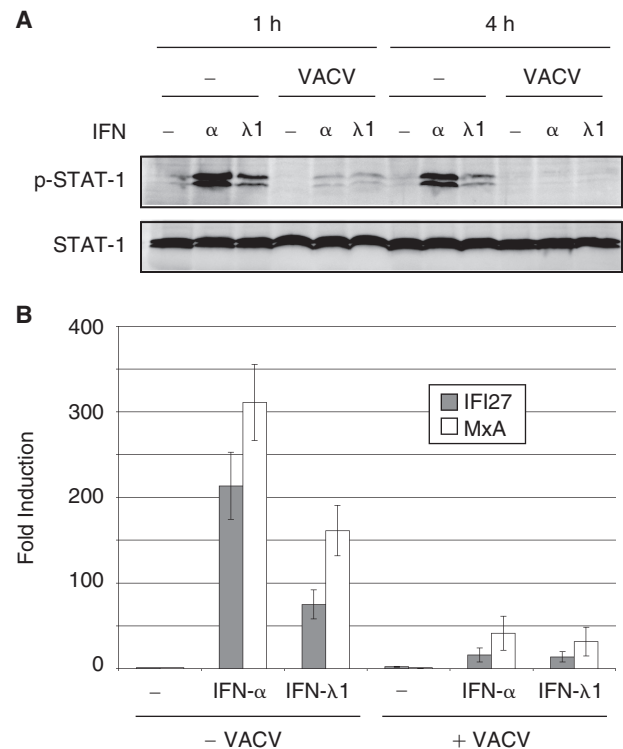 A
1 h 4 h
– VACV – VACV
IFN – α λ1 – α λ1 – α λ1 – α λ1
p-STAT-1
STAT-1
B
400
300
200
100
0
Fold Induction
IFI27
MxA
– IFN-α IFN-λ1 – IFN-α IFN-λ1
– VACV + VACV